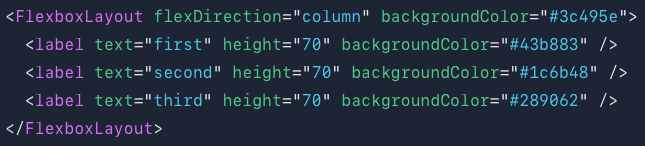 <FlexboxLayout flexDirection="column" backgroundColor="#3c495e">
  <label text="first" height="70" backgroundColor="#43b883" />
  <label text="second" height="70" backgroundColor="#1c6b48" />
  <label text="third" height="70" backgroundColor="#289062" />
</FlexboxLayout>